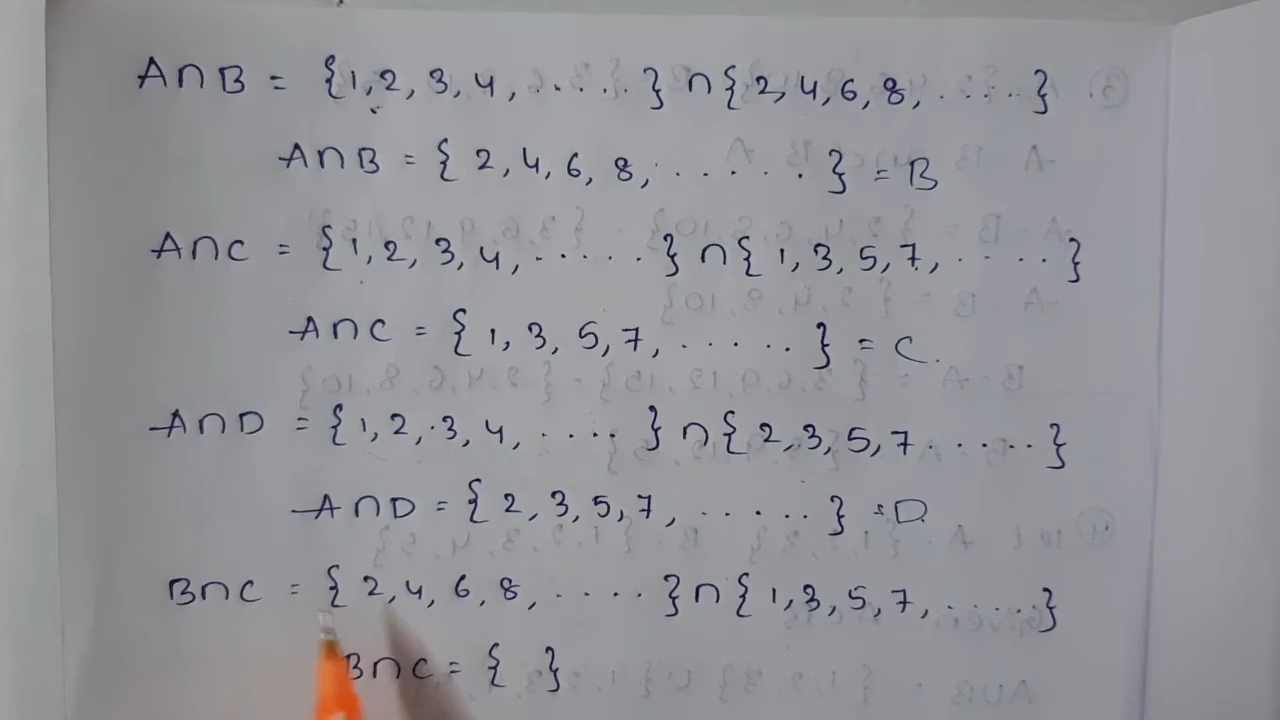 A∩B = {1, 2, 3, 4, .....} ∩ {2, 4, 6, 8, ....}
A∩B = {2, 4, 6, 8, ......} = B
A∩C = {1, 2, 3, 4, ......} ∩ {1, 3, 5, 7, .....}
A∩C = {1, 3, 5, 7, ......} = C.
A∩D = {1, 2, 3, 4, ....} ∩ {2, 3, 5, 7 .....}
A∩D = {2, 3, 5, 7, ......} = D.
B∩C = {2, 4, 6, 8, .....} ∩ {1, 3, 5, 7, .....}
B∩C = { }